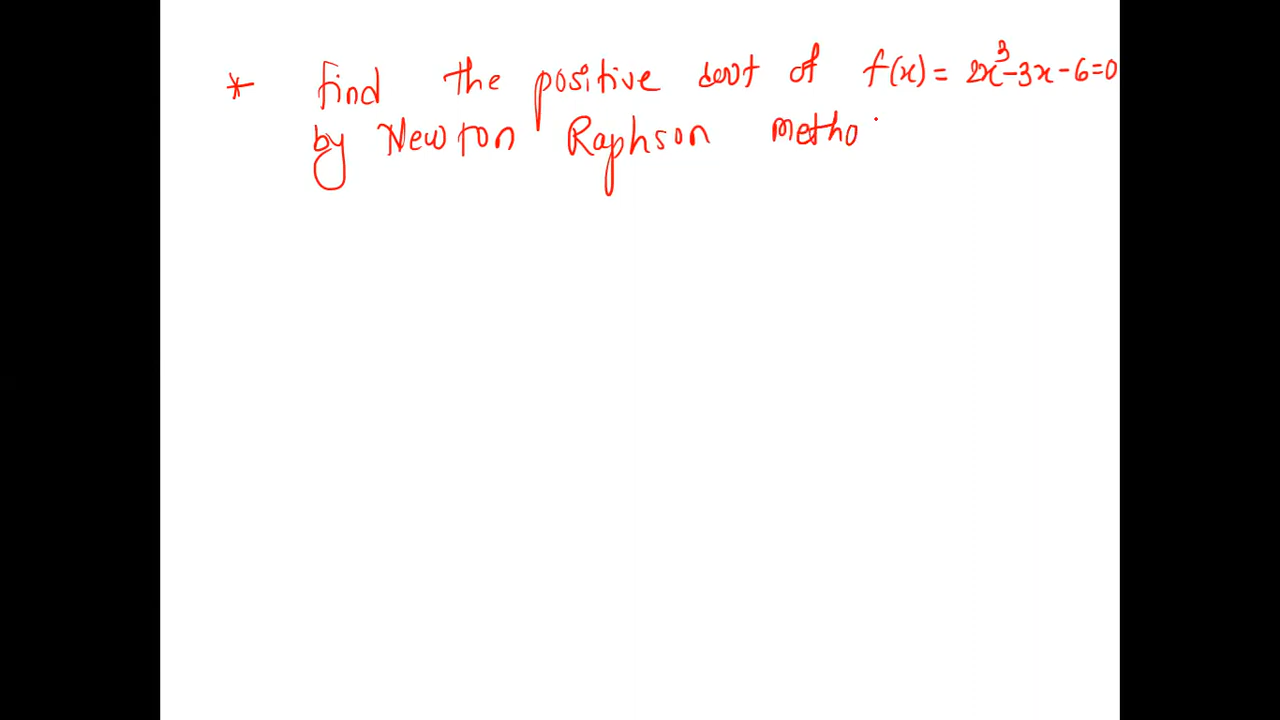 * find the positive root of f(x) = 2x³-3x-6=0
by Newton Raphson metho